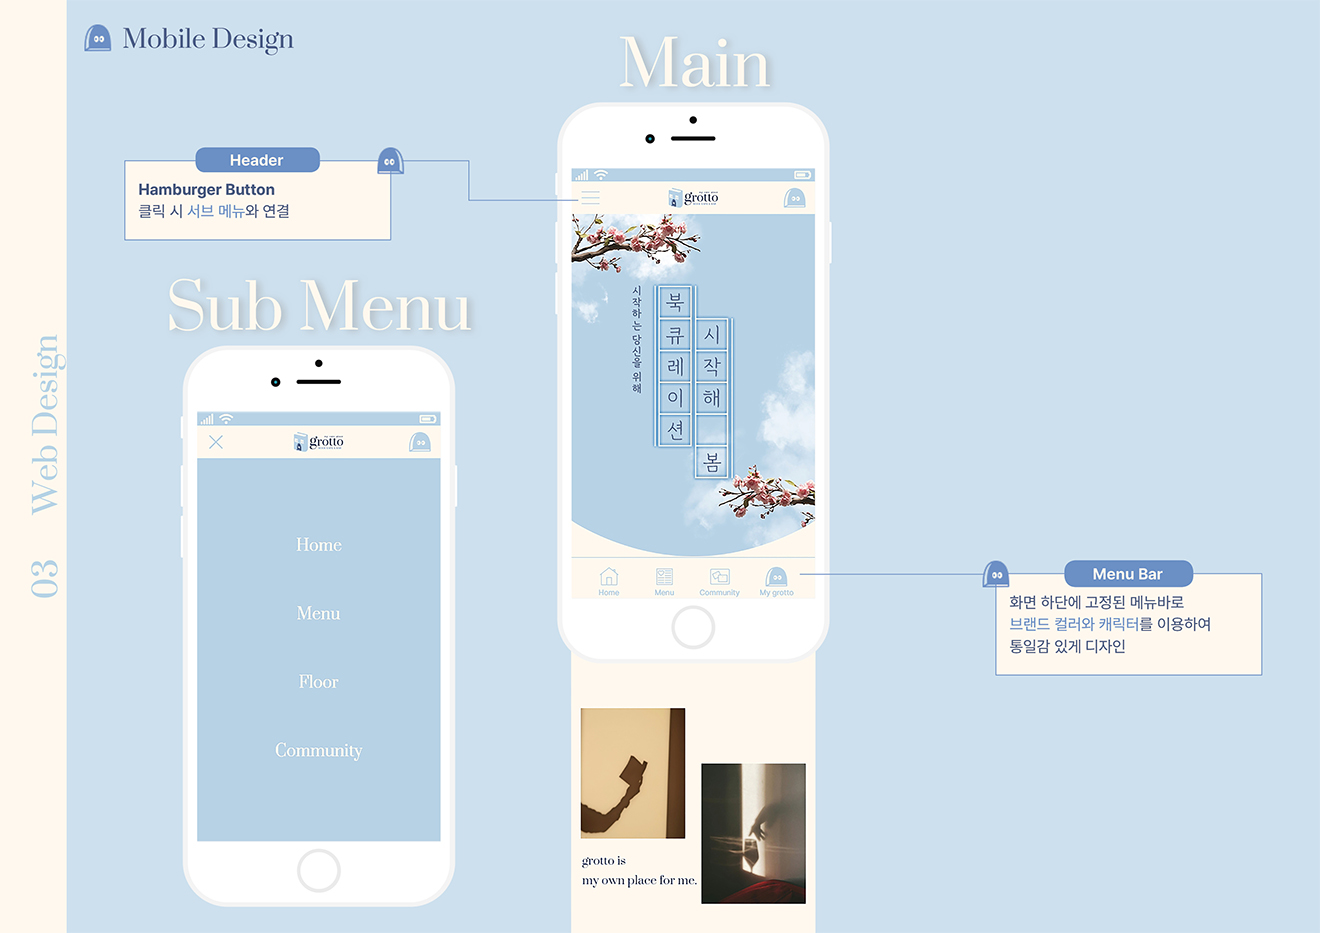 Mobile Design
Main
Header
Hamburger Button
클릭 시 서브 메뉴와 연결
grotto
시작하는 당신을 위해
북큐레이션
시작해 봄
Sub Menu
grotto
Home
Menu
Floor
Community
Home
Menu
Community
My grotto
Menu Bar
화면 하단에 고정된 메뉴바로
브랜드 컬러와 캐릭터를 이용하여
통일감 있게 디자인
grotto is
my own place for me.
03 Web Design